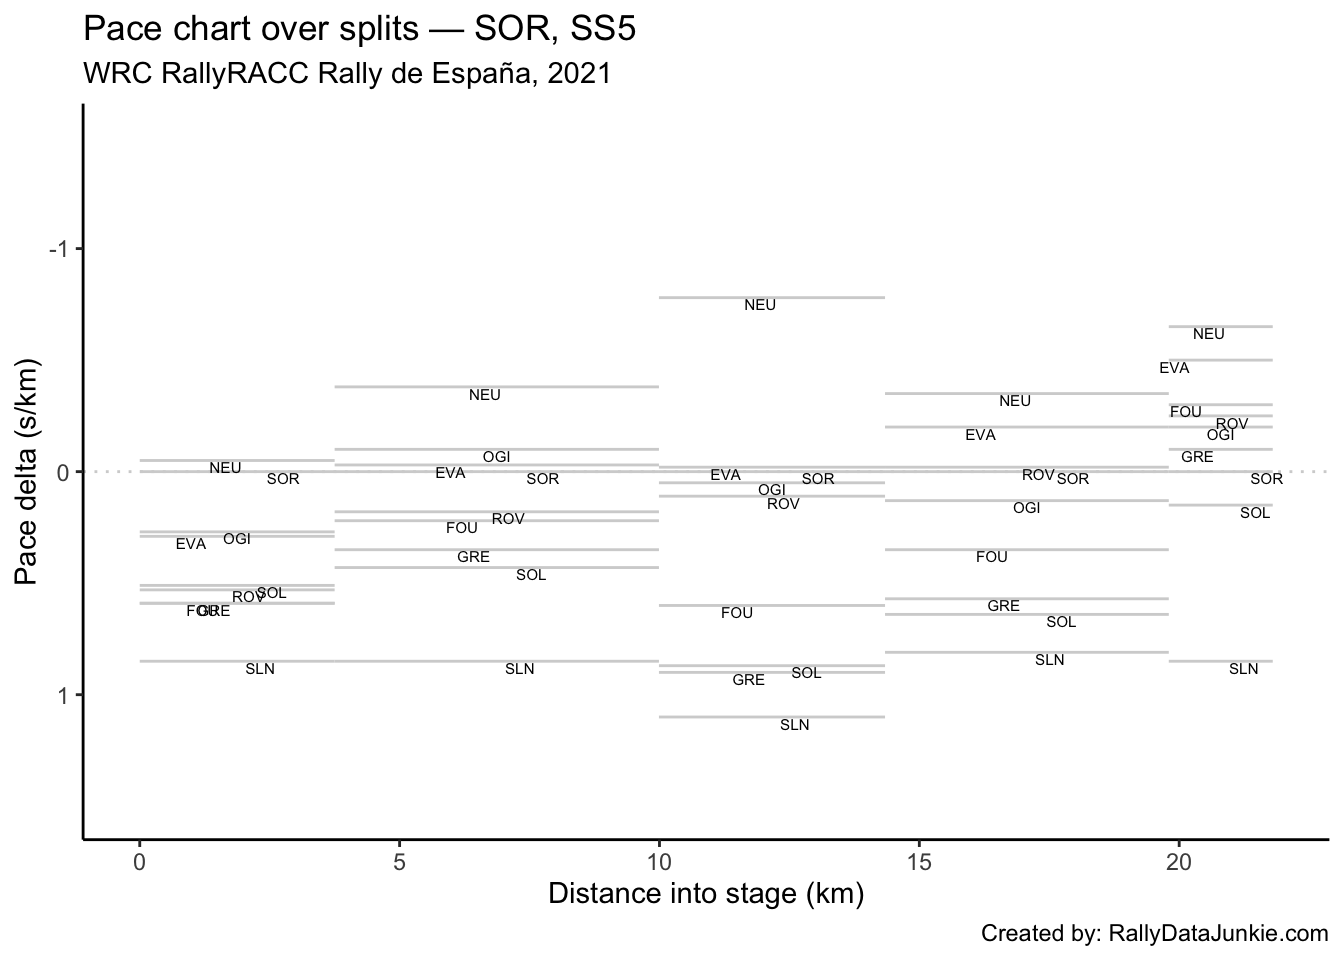 Pace chart over splits — SOR, SS5
WRC RallyRACC Rally de España, 2021
Pace delta (s/km)
-1
0
1
NEU
SOR
EVA
OGI
ROV
SOL
FOU
GRE
SLN
NEU
OGI
EVA
SOR
ROV
FOU
GRE
SOL
SLN
NEU
EVA
SOR
OGI
ROV
FOU
SOL
GRE
SLN
NEU
EVA
ROV
SOR
OGI
FOU
GRE
SOL
SLN
NEU
EVA
FOU
ROV
OGI
GRE
SOR
SOL
SLN
0 5 10 15 20
Distance into stage (km)
Created by: RallyDataJunkie.com